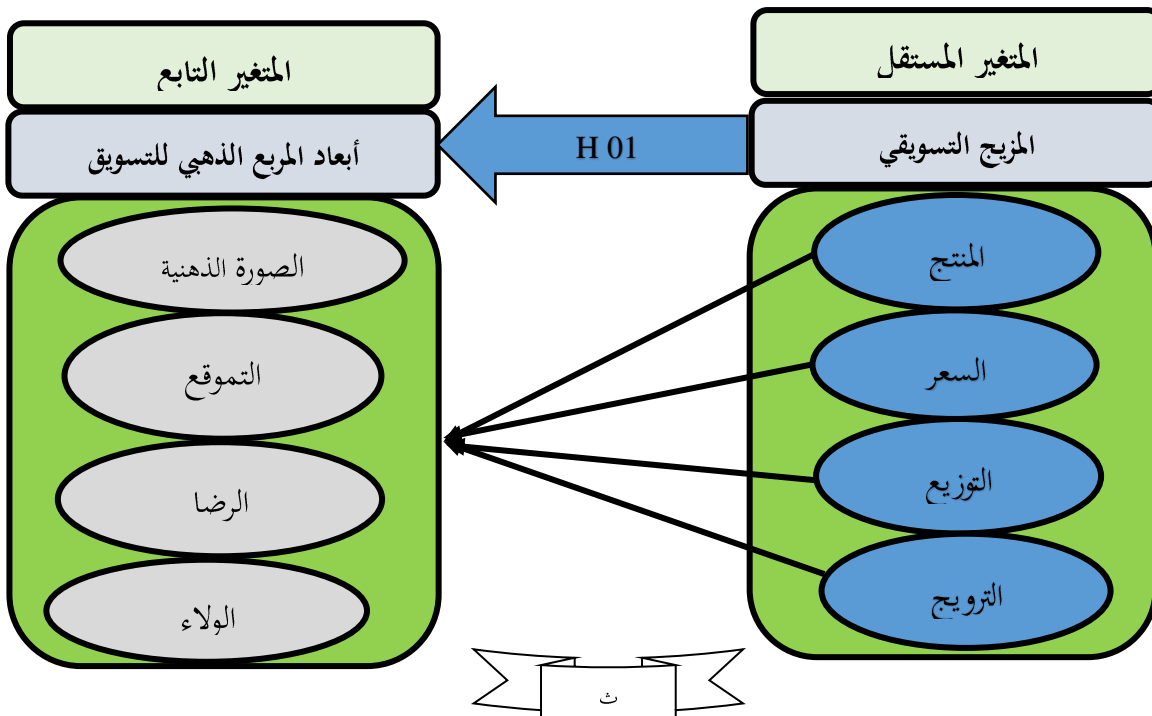 المتغير المستقل
المزيج التسويقي
المنتج
السعر
التوزيع
الترويج
H 01
المتغير التابع
أبعاد المربع الذهبي للتسويق
الصورة الذهنية
التموقع
الرضا
الولاء
ث